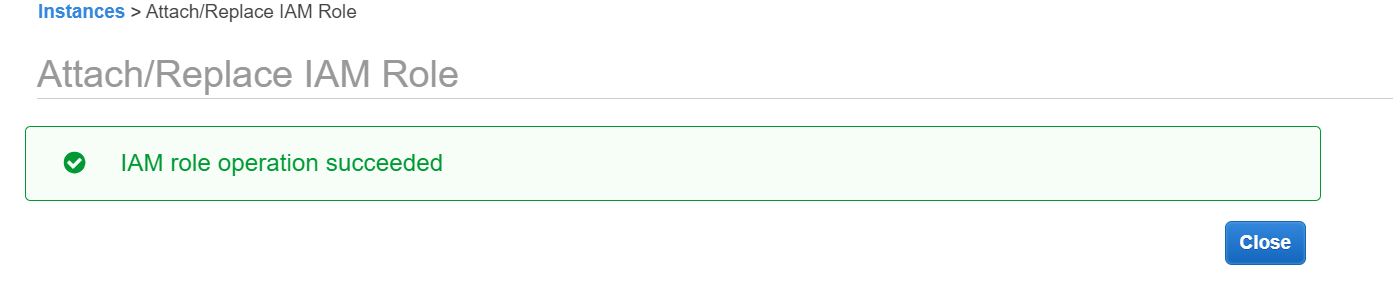 Instances > Attach/Replace IAM Role
Attach/Replace IAM Role
IAM role operation succeeded
Close